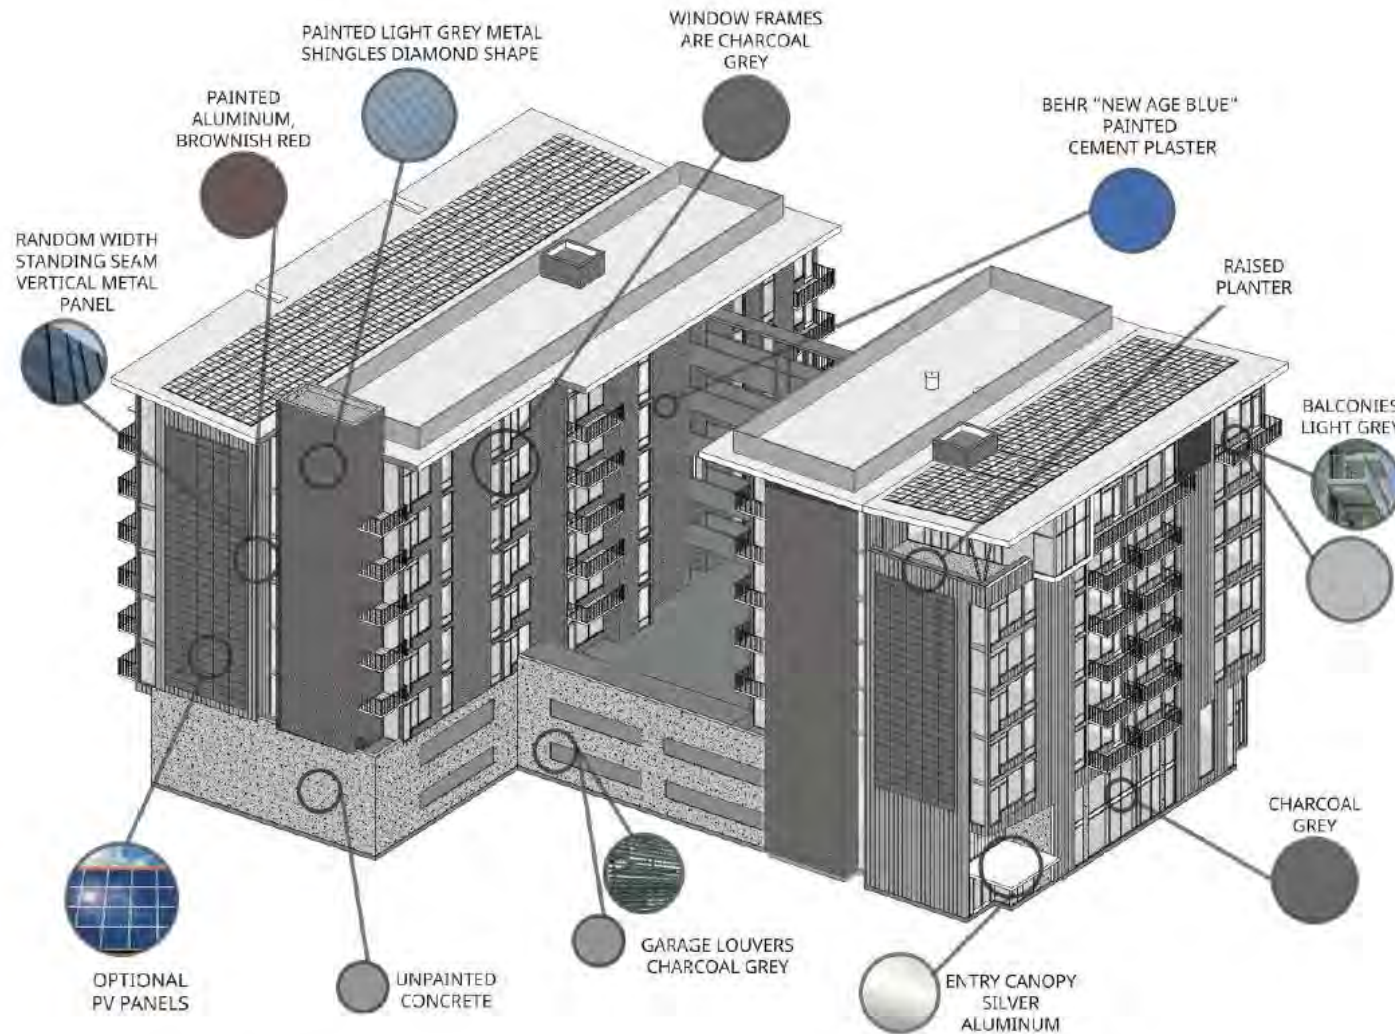 PAINTED LIGHT GREY METAL
SHINGLES DIAMOND SHAPE
WINDOW FRAMES
ARE CHARCOAL
GREY
PAINTED
ALUMINUM,
BROWNISH RED
BEHR "NEW AGE BLUE"
PAINTED
CEMENT PLASTER
RANDOM WIDTH
STANDING SEAM
VERTICAL METAL
PANEL
RAISED
PLANTER
BALCONIES
LIGHT GREY
CHARCOAL
GREY
OPTIONAL
PV PANELS
UNPAINTED
CONCRETE
GARAGE LOUVERS
CHARCOAL GREY
ENTRY CANOPY
SILVER
ALUMINUM